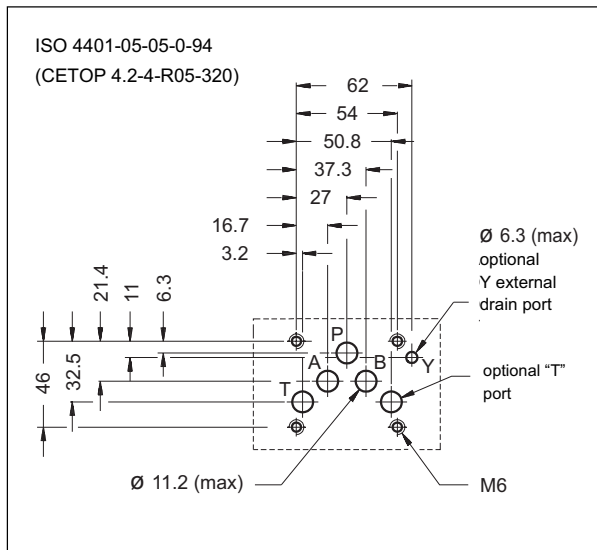 ISO 4401-05-05-0-94
(CETOP 4.2-4-R05-320)
62
54
50.8
37.3
27
16.7
3.2
21.4
11
6.3
46
32.5
Ø 6.3 (max)
optional
Y external
drain port
P
A
B
Y
T
optional "T"
port
Ø 11.2 (max)
M6